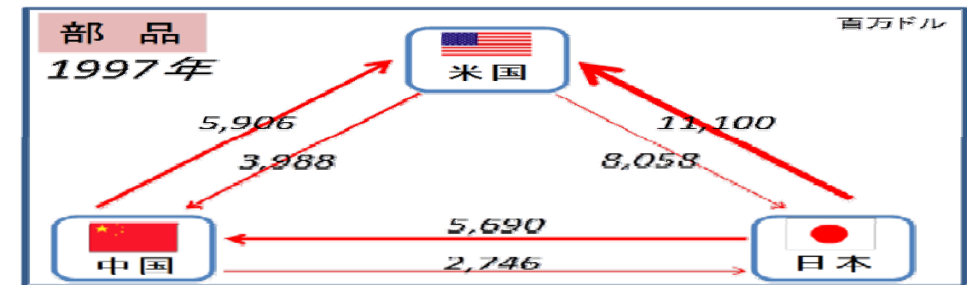 部 品
百万ドル
1997年
米国
5,906
11,100
3,988
8,058
5,690
中国
2,746
日本